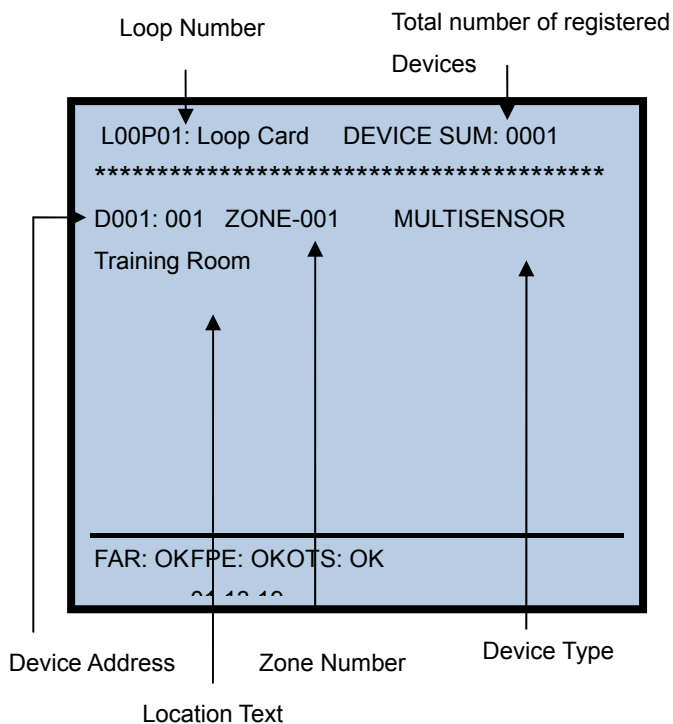 Loop Number
Total number of registered
Devices
L00P01: Loop Card DEVICE SUM: 0001
*****************************************
D001: 001 ZONE-001 MULTISENSOR
Training Room
FAR: OKFPE: OKOTS: OK
Device Address
Zone Number
Device Type
Location Text